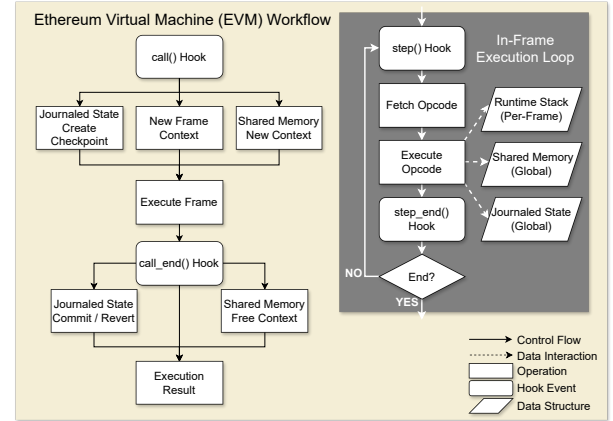 Ethereum Virtual Machine (EVM) Workflow
call() Hook
Journaled State
Create
Checkpoint
New Frame
Context
Shared Memory
New Context
Execute Frame
call_end() Hook
Journaled State
Commit / Revert
Shared Memory
Free Context
Execution
Result
In-Frame
Execution Loop
step() Hook
Fetch Opcode
Execute
Opcode
step_end()
Hook
End?
NO
YES
Runtime Stack
(Per-Frame)
Shared Memory
(Global)
Journaled State
(Global)
Control Flow
Data Interaction
Operation
Hook Event
Data Structure